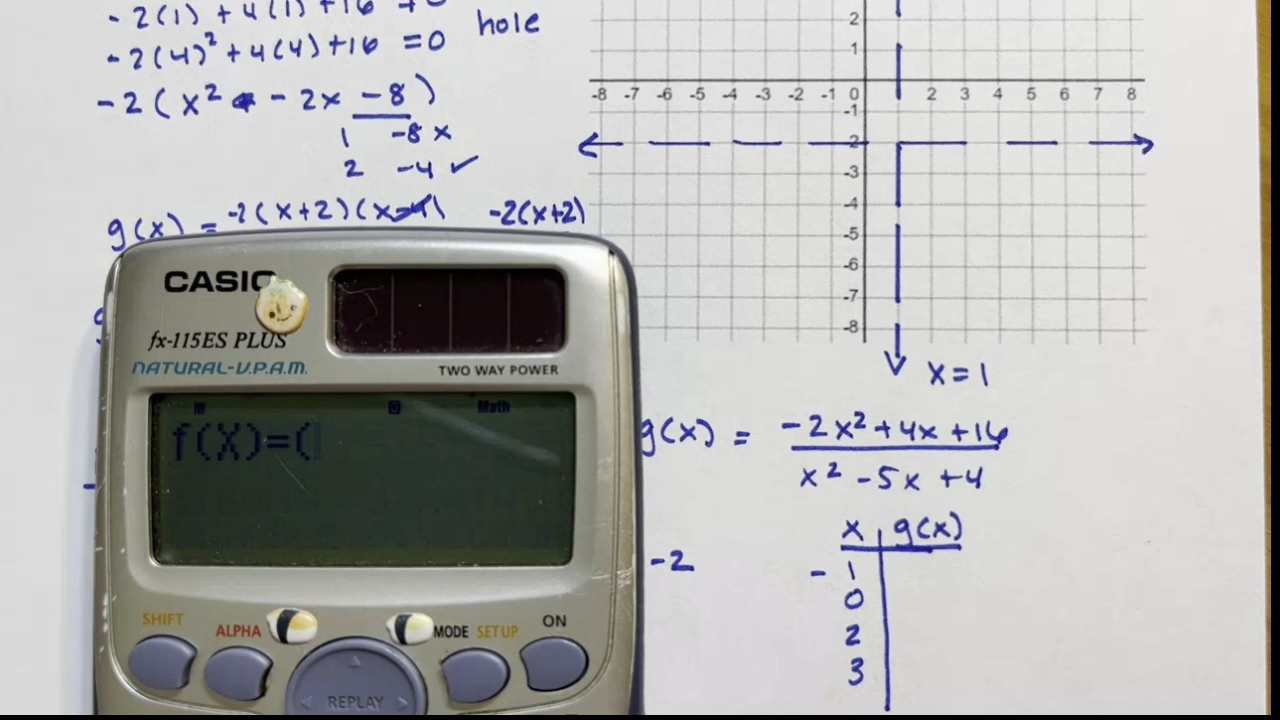 -2(1) + 4(1) + 16
-2(4)² + 4(4) + 16 = 0
hole
-2(x² - 2x - 8)
1 -8 x
2 -4 ✓
g(x) = -2(x+2)(x-4) -2(x+2)
2
1
-8 -7 -6 -5 -4 -3 -2 -1 0 2 3 4 5 6 7 8
-1
-2
-3
-4
-5
-6
-7
-8
x=1
CASIO
fx-115ES PLUS
NATURAL-V.P.A.M.
TWO WAY POWER
M D Math
f(X)=(
SHIFT
ALPHA
MODE SETUP
ON
REPLAY
g(x) = -2x²+4x+16
x² -5x +4
-2
x g(x)
-1
0
2
3